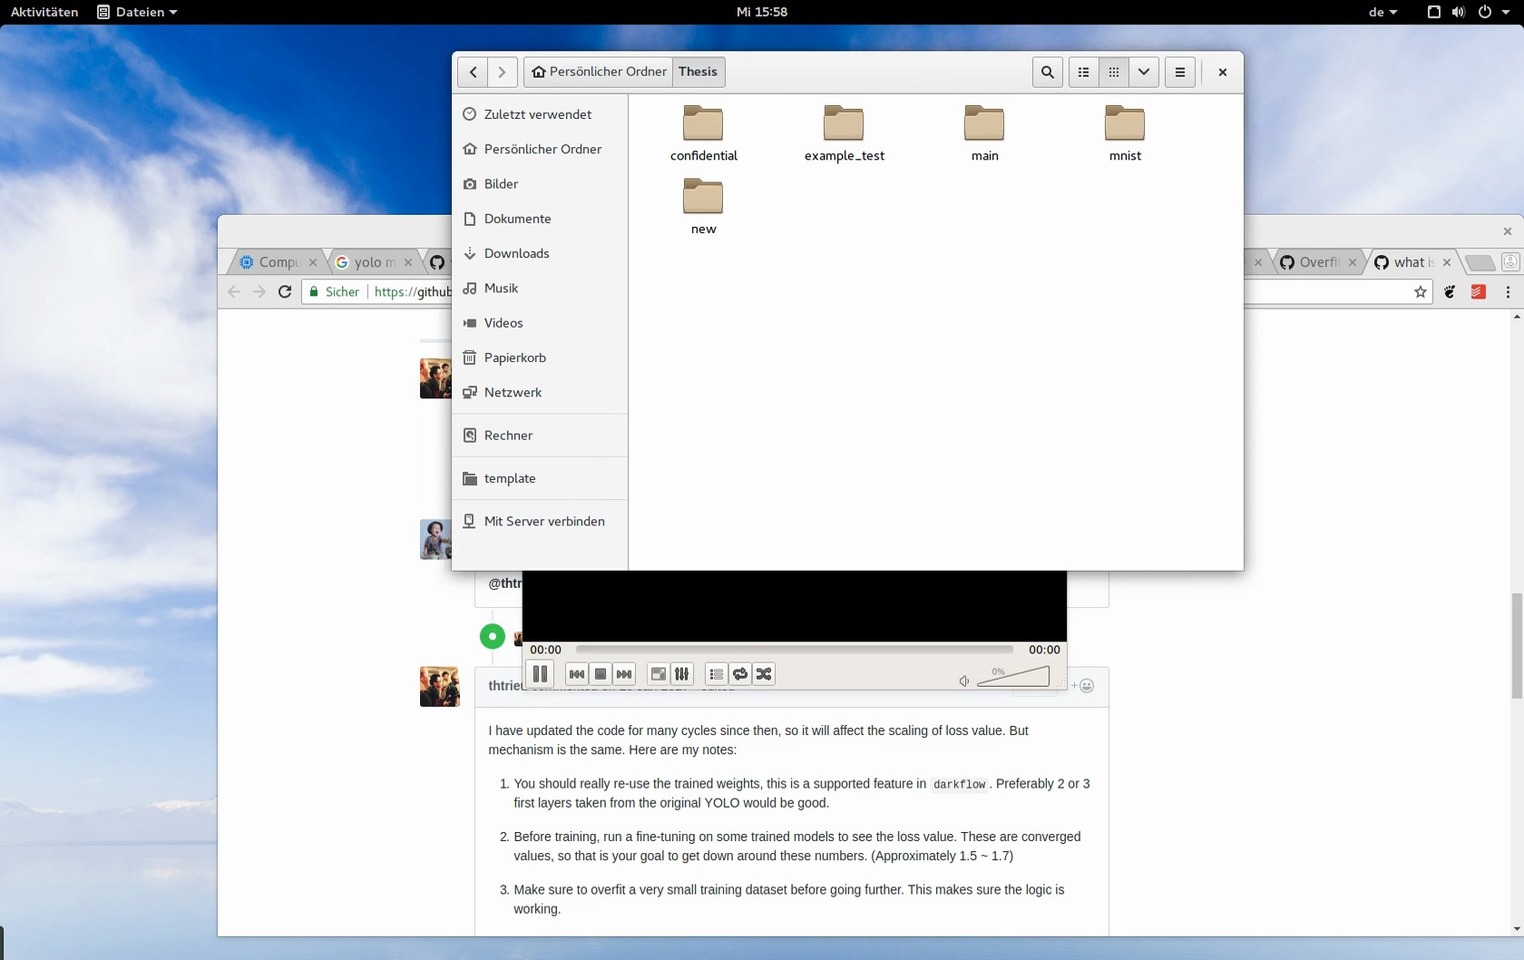 Aktivitäten Dateien Mi 15:58 de
Persönlicher Ordner Thesis
Zuletzt verwendet
Persönlicher Ordner
Bilder
Dokumente
Downloads
Musik
Videos
Papierkorb
Netzwerk
Rechner
template
Mit Server verbinden
confidential example_test main mnist
new
Compu yolo m Overfi what is
Sicher https://github
@thtri
00:00 00:00
0%
thtrieu
I have updated the code for many cycles since then, so it will affect the scaling of loss value. But
mechanism is the same. Here are my notes:
1. You should really re-use the trained weights, this is a supported feature in darkflow. Preferably 2 or 3
first layers taken from the original YOLO would be good.
2. Before training, run a fine-tuning on some trained models to see the loss value. These are converged
values, so that is your goal to get down around these numbers. (Approximately 1.5 ~ 1.7)
3. Make sure to overfit a very small training dataset before going further. This makes sure the logic is
working.